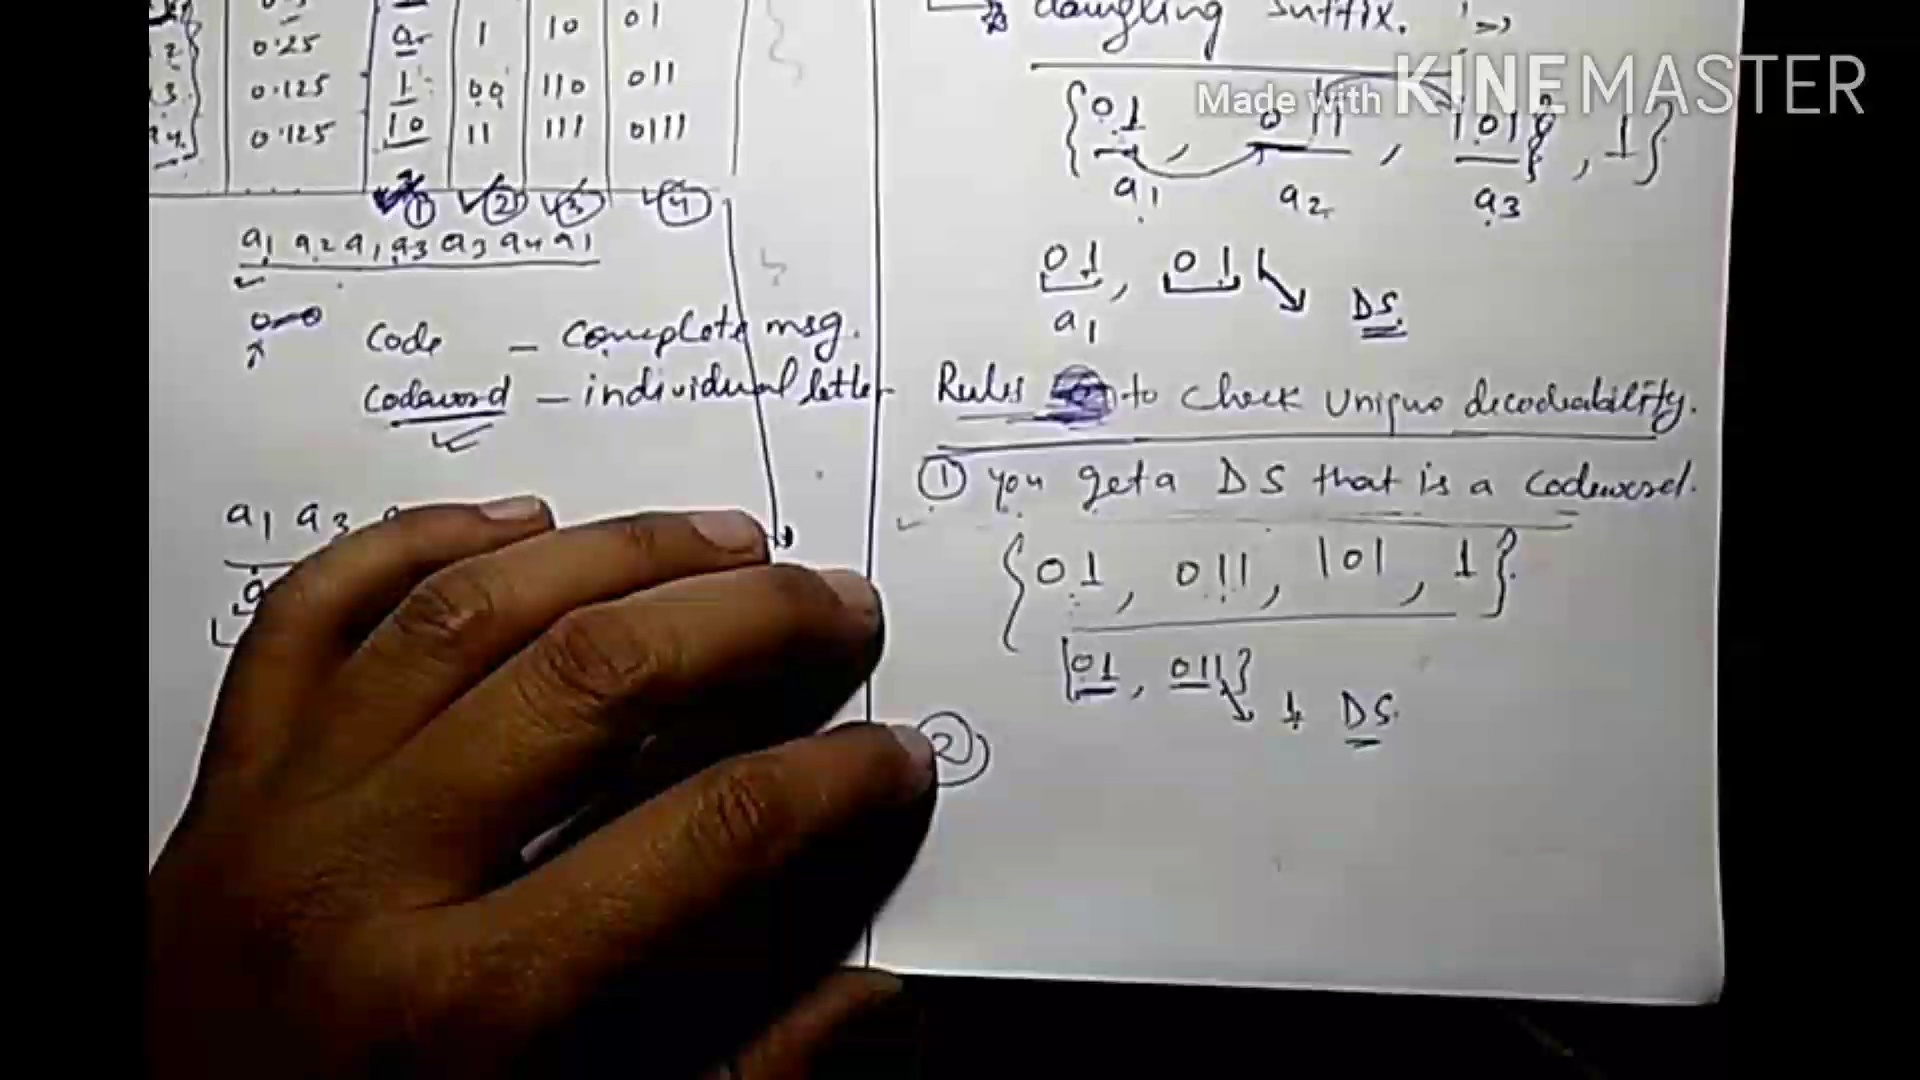 0.25 a. 1 10 01
0.125 1 00 110 011
0.125 10 11 111 0111
① ② ③ ④
a1 a2 a1 a3 a3 a4 a1
Code - Complete msg.
Codeword - individual letter
a1 a3
dangling suffix.
Made with KINEMASTER
{01, 011, 101}, 1}
a1 a2 a3
01, 011 DS.
a1
Rules to Check Unique decodeability.
① you get a DS that is a Codeword.
{01, 011, 101, 1}
{01, 011} 1 DS.
②